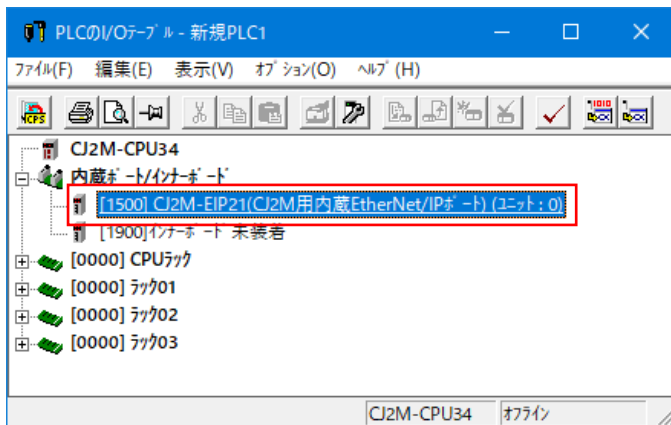 PLCのI/Oテーブル - 新規PLC1
ファイル(F) 編集(E) 表示(V) オプション(O) ヘルプ(H)
CPS
CJ2M-CPU34
内蔵ポート/インナーボード
[1500] CJ2M-EIP21(CJ2M用内蔵EtherNet/IPポート) (ユニット : 0)
[1900]インナーボード 未装着
[0000] CPUラック
[0000] ラック01
[0000] ラック02
[0000] ラック03
CJ2M-CPU34 オフライン